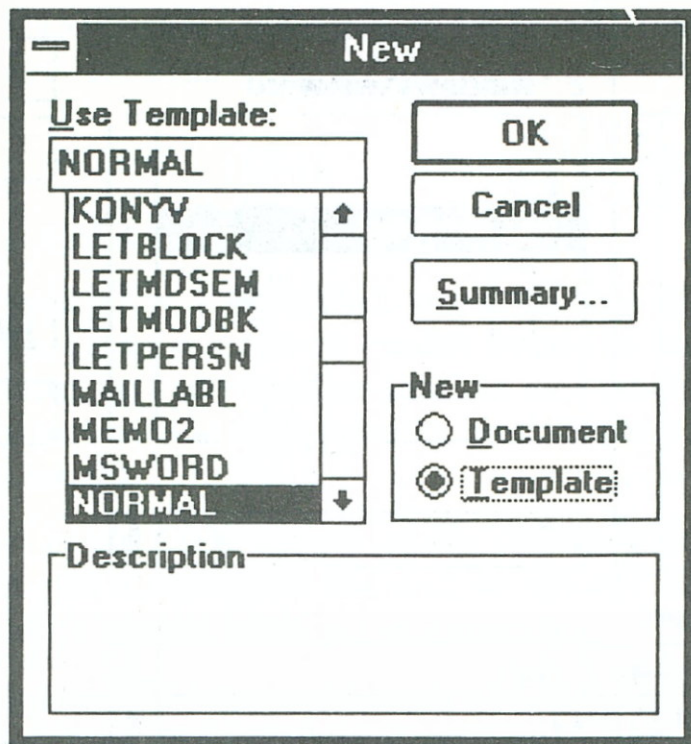 New
Use Template:
NORMAL
KONYV
LETBLOCK
LETMDSEM
LETMODBK
LETPERSN
MAILLABL
MEMO2
MSWORD
NORMAL
OK
Cancel
Summary...
New
Document
Template
Description